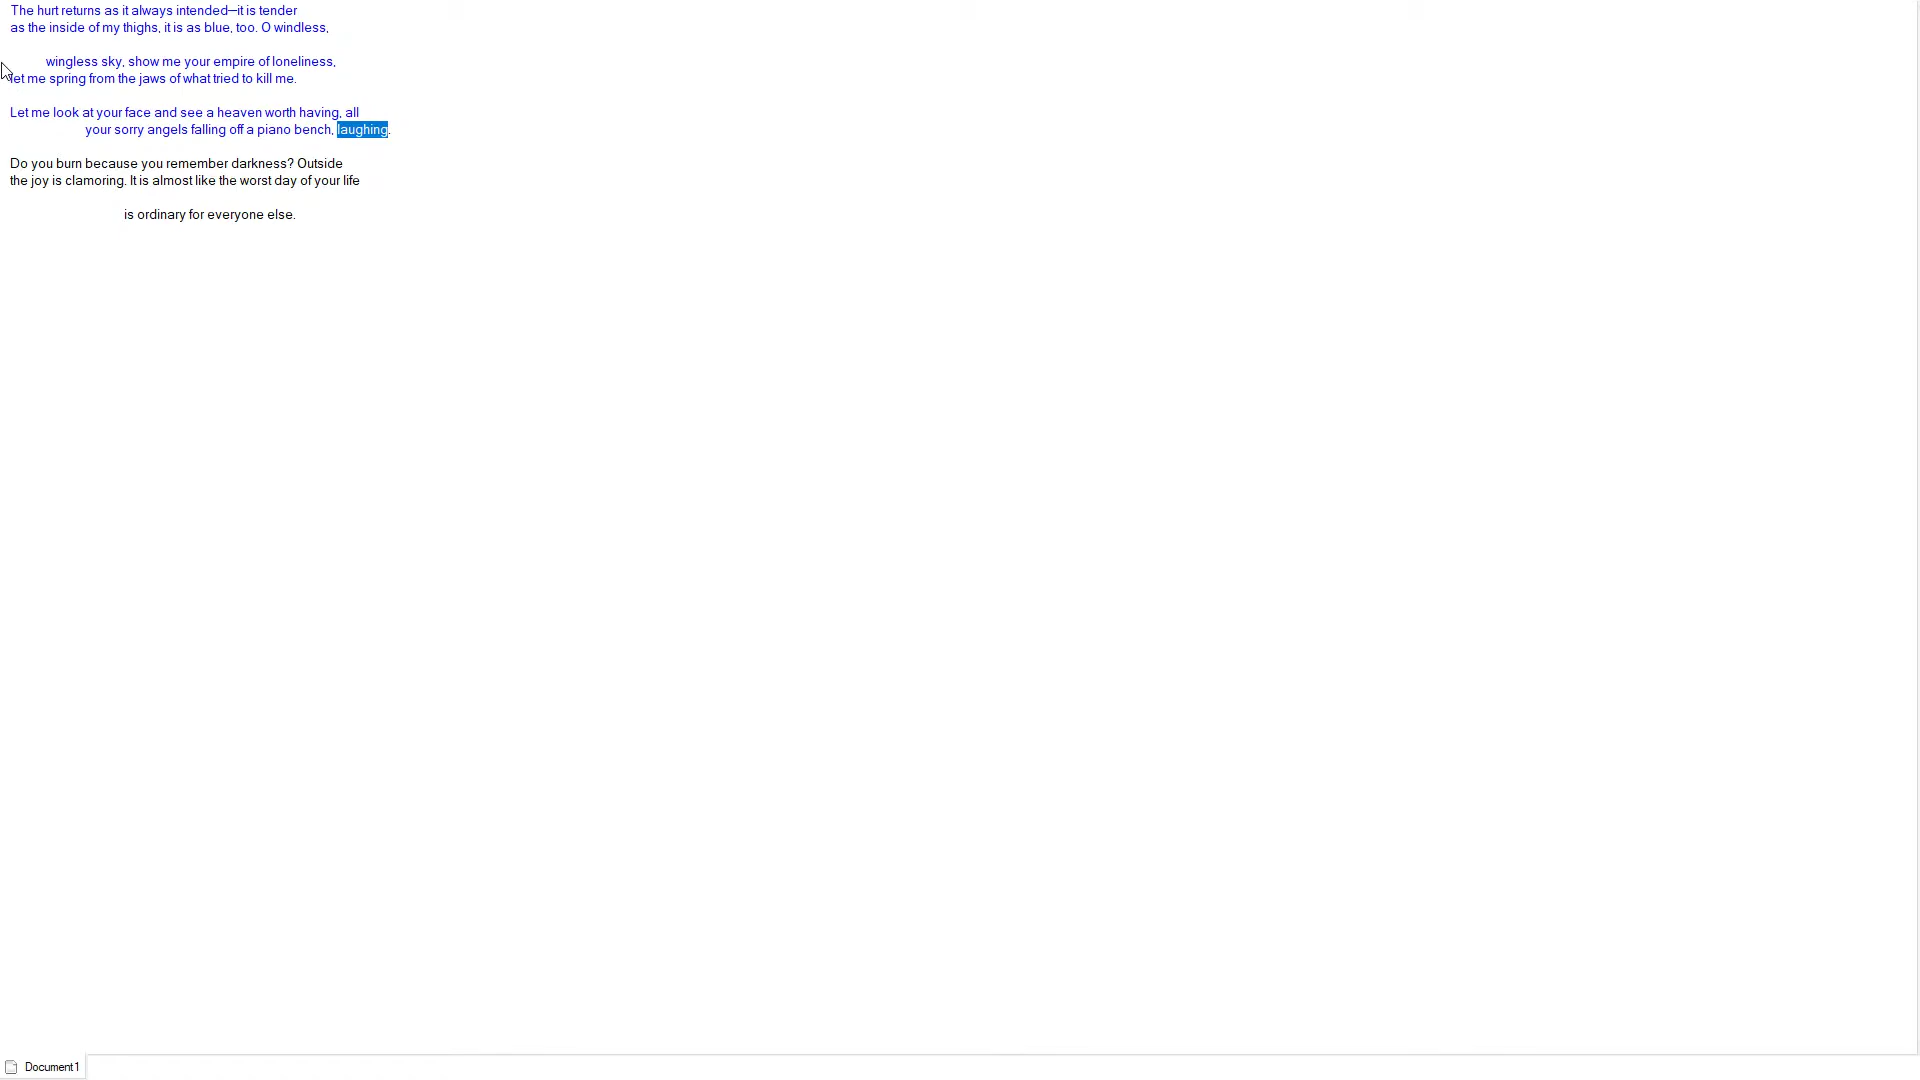 The hurt returns as it always intended—it is tender
as the inside of my thighs, it is as blue, too. O windless,
wingless sky, show me your empire of loneliness,
let me spring from the jaws of what tried to kill me.
Let me look at your face and see a heaven worth having, all
your sorry angels falling off a piano bench, laughing.
Do you burn because you remember darkness? Outside
the joy is clamoring. It is almost like the worst day of your life
is ordinary for everyone else.
Document1